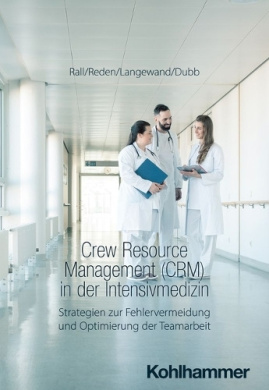 Rall/Reden/Langewand/Dubb
Crew Resource
Management (CRM)
in der Intensivmedizin
Strategien zur Fehlervermeidung
und Optimierung der Teamarbeit
Kohlhammer